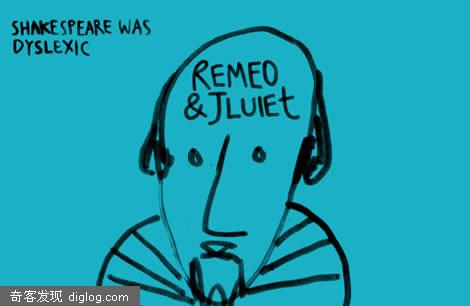 SHAKESPEARE WAS
DYSLEXIC
REMEO
& JLUIEt
奇客发现 diglog.com